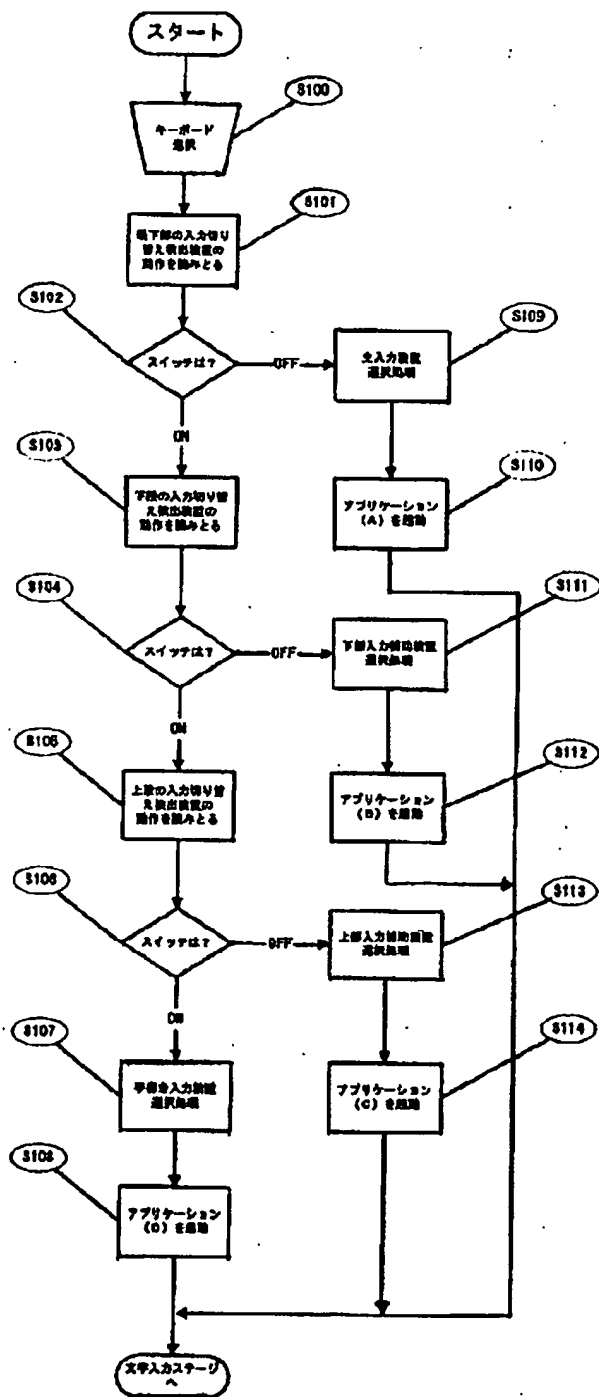 スタート
S100
キーボード
選択
S101
最下部の入力切り
替え検出装置の
動作を読みとる
S102
スイッチは?
OFF
S109
主入力装置
選択処理
ON
S103
下段の入力切り替
え検出装置の
動作を読みとる
S110
アプリケーション
(A)を起動
S104
スイッチは?
OFF
S111
下部入力補助装置
選択処理
ON
S105
上段の入力切り替
え検出装置の
動作を読みとる
S112
アプリケーション
(B)を起動
S106
スイッチは?
OFF
S113
上部入力補助装置
選択処理
ON
S107
手書き入力装置
選択処理
S114
アプリケーション
(C)を起動
S108
アプリケーション
(D)を起動
文字入力ステージ
へ